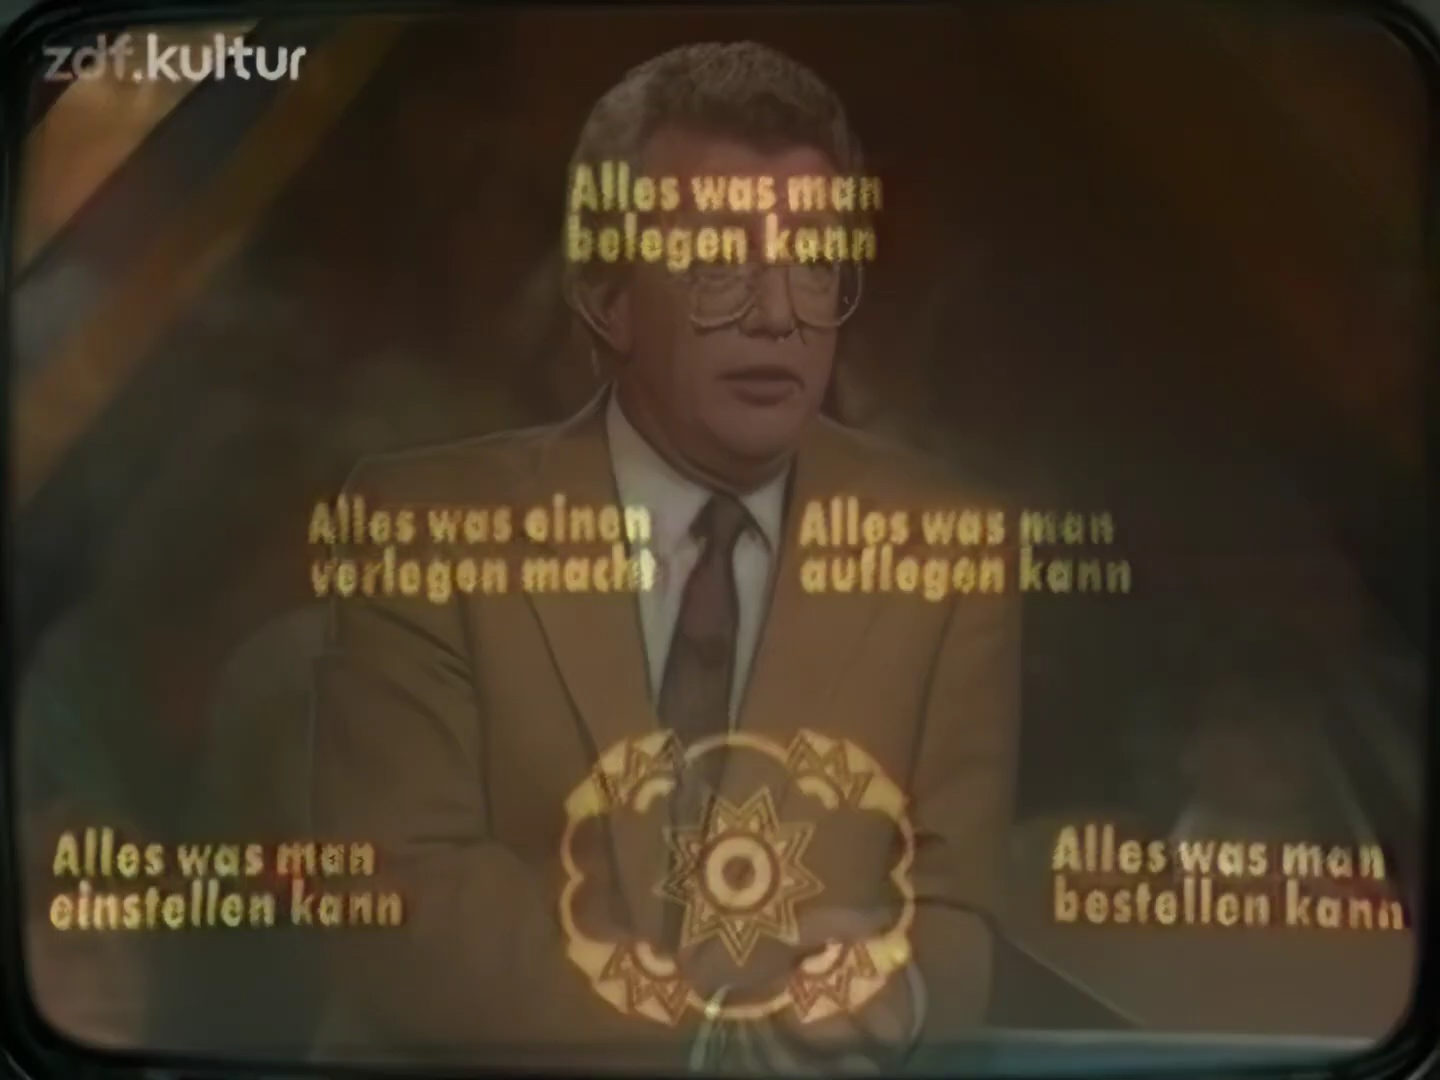 zdf.kultur
Alles was man
belegen kann
Alles was einen
verlegen macht
Alles was man
auflegen kann
Alles was man
einstellen kann
Alles was man
bestellen kann